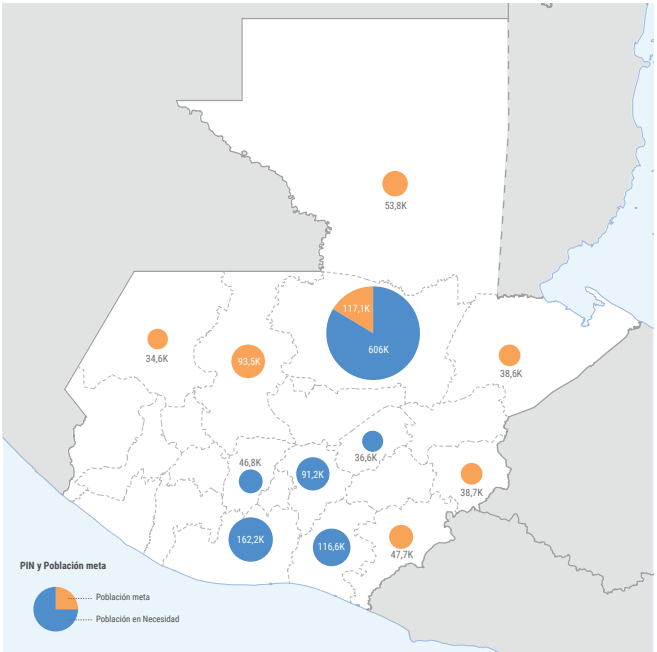 53,8K
117,1K
606K
34,6K
93,5K
38,6K
36,6K
46,8K
91,2K
38,7K
162,2K
116,6K
47,7K
PIN y Población meta
Población meta
Población en Necesidad